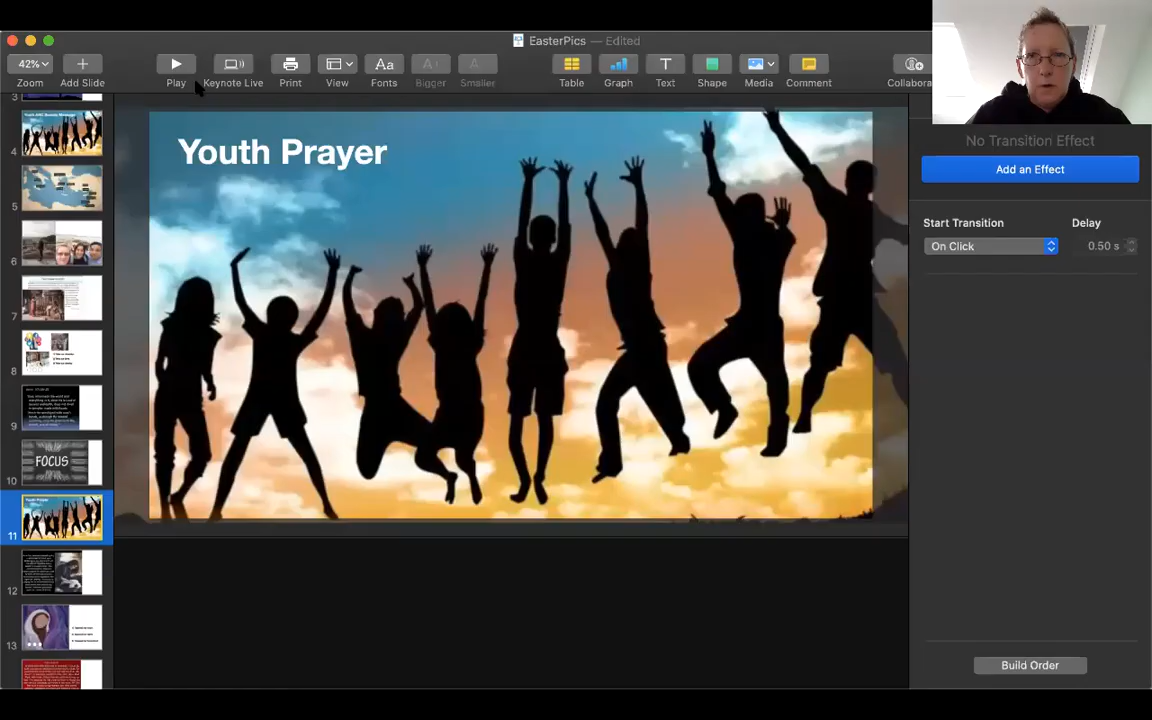 EasterPics — Edited
42%
Zoom
Add Slide
Play
Keynote Live
Print
View
Aa
Fonts
Bigger
Smaller
Table
Graph
T
Text
Shape
Media
Comment
Collabora
3
4
5
6
7
8
9
10
FOCUS
11
Youth Prayer
12
13
Youth Prayer
No Transition Effect
Add an Effect
Start Transition
Delay
On Click
0.50 s
Build Order